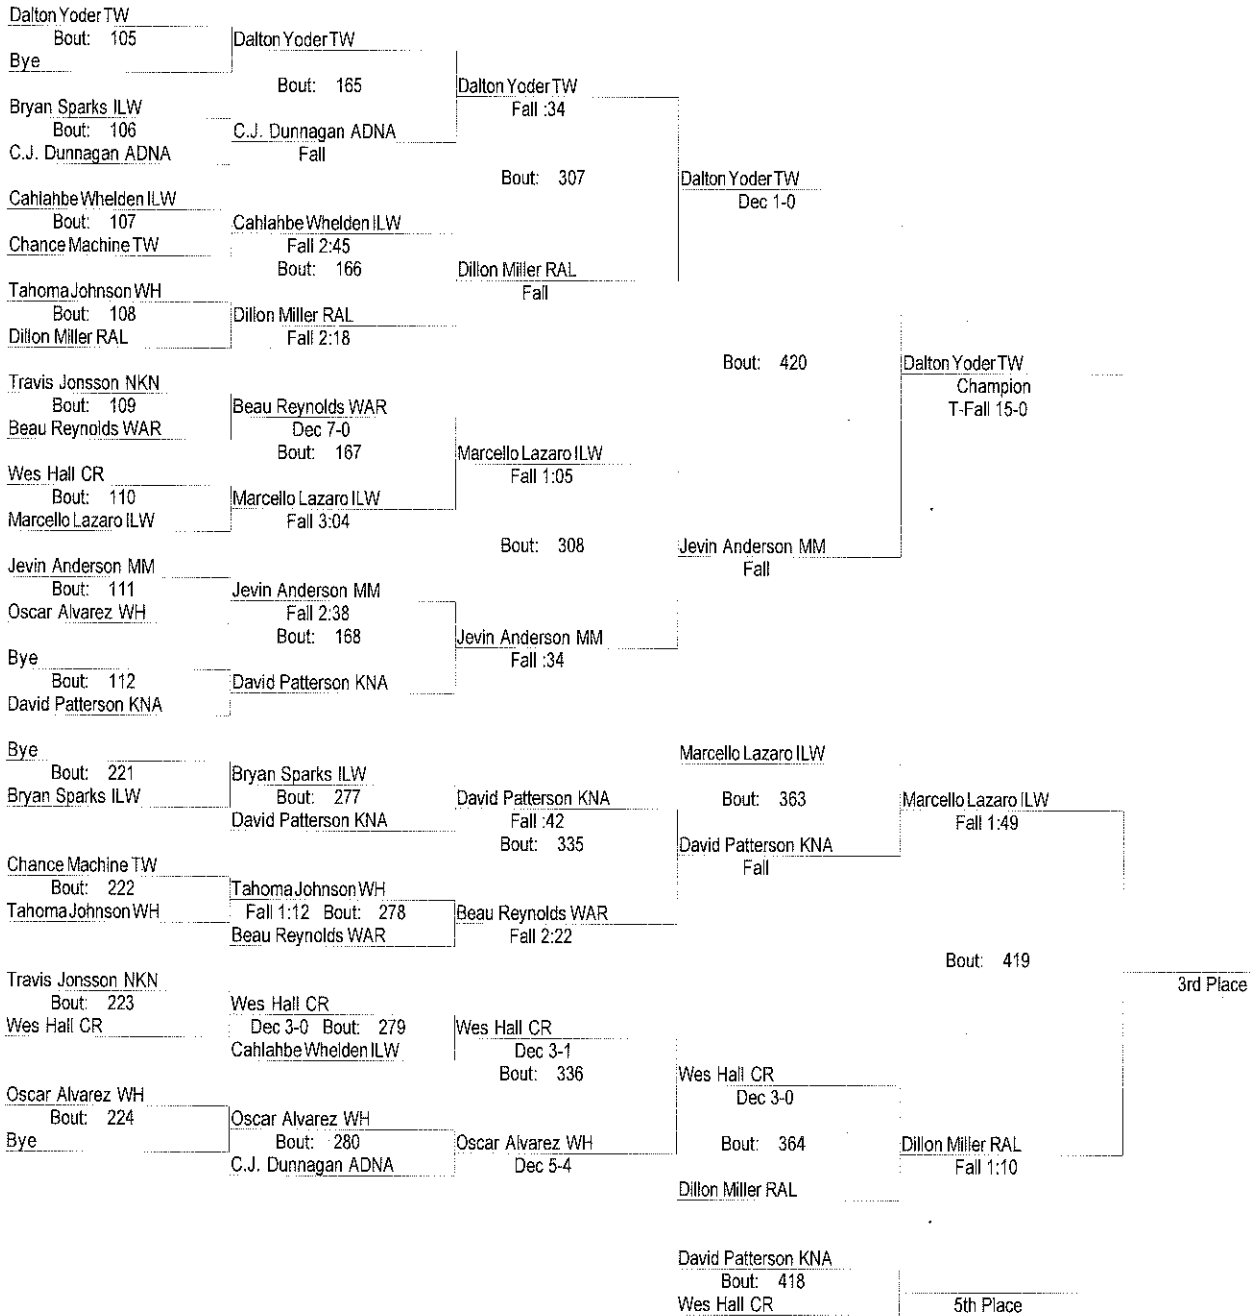 Dalton Yoder TW
Bout: 105
Bye
Dalton Yoder TW
Bout: 165
Bryan Sparks ILW
Bout: 106
C.J. Dunnagan ADNA
C.J. Dunnagan ADNA
Fall
Dalton Yoder TW
Fall :34
Bout: 307
Cahlahbe Whelden ILW
Bout: 107
Chance Machine TW
Cahlahbe Whelden ILW
Fall 2:45
Bout: 166
Tahoma Johnson WH
Bout: 108
Dillon Miller RAL
Dillon Miller RAL
Fall 2:18
Dillon Miller RAL
Fall
Dalton Yoder TW
Dec 1-0
Bout: 420
Travis Jonsson NKN
Bout: 109
Beau Reynolds WAR
Beau Reynolds WAR
Dec 7-0
Bout: 167
Wes Hall CR
Bout: 110
Marcello Lazaro ILW
Marcello Lazaro ILW
Fall 3:04
Marcello Lazaro ILW
Fall 1:05
Bout: 308
Jevin Anderson MM
Bout: 111
Oscar Alvarez WH
Jevin Anderson MM
Fall 2:38
Bout: 168
Bye
Bout: 112
David Patterson KNA
David Patterson KNA
Jevin Anderson MM
Fall :34
Jevin Anderson MM
Fall
Dalton Yoder TW
Champion
T-Fall 15-0
Bye
Bout: 221
Bryan Sparks ILW
Bryan Sparks ILW
Bout: 277
David Patterson KNA
David Patterson KNA
Fall :42
Bout: 335
Chance Machine TW
Bout: 222
Tahoma Johnson WH
Tahoma Johnson WH
Fall 1:12 Bout: 278
Beau Reynolds WAR
Beau Reynolds WAR
Fall 2:22
Marcello Lazaro ILW
Bout: 363
David Patterson KNA
Fall
Marcello Lazaro ILW
Fall 1:49
Bout: 419
3rd Place
Travis Jonsson NKN
Bout: 223
Wes Hall CR
Wes Hall CR
Dec 3-0 Bout: 279
Cahlahbe Whelden ILW
Wes Hall CR
Dec 3-1
Bout: 336
Oscar Alvarez WH
Bout: 224
Bye
Oscar Alvarez WH
Bout: 280
C.J. Dunnagan ADNA
Oscar Alvarez WH
Dec 5-4
Wes Hall CR
Dec 3-0
Bout: 364
Dillon Miller RAL
Dillon Miller RAL
Fall 1:10
David Patterson KNA
Bout: 418
Wes Hall CR
5th Place